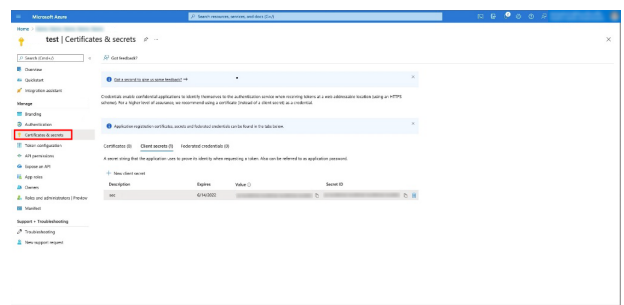 Microsoft Azure
Search resources, services, and docs (G+/)
Home >
test | Certificates & secrets
Search (Cmd+/)
Got feedback?
Overview
Quickstart
Integration assistant
Manage
Branding
Authentication
Certificates & secrets
Token configuration
API permissions
Expose an API
App roles
Owners
Roles and administrators | Preview
Manifest
Support + Troubleshooting
Troubleshooting
New support request
Got a second to give us some feedback? →
Credentials enable confidential applications to identify themselves to the authentication service when receiving tokens at a web addressable location (using an HTTPS
scheme). For a higher level of assurance, we recommend using a certificate (instead of a client secret) as a credential.
Application registration certificates, secrets and federated credentials can be found in the tabs below.
Certificates (0) Client secrets (1) Federated credentials (0)
A secret string that the application uses to prove its identity when requesting a token. Also can be referred to as application password.
New client secret
Description Expires Value Secret ID